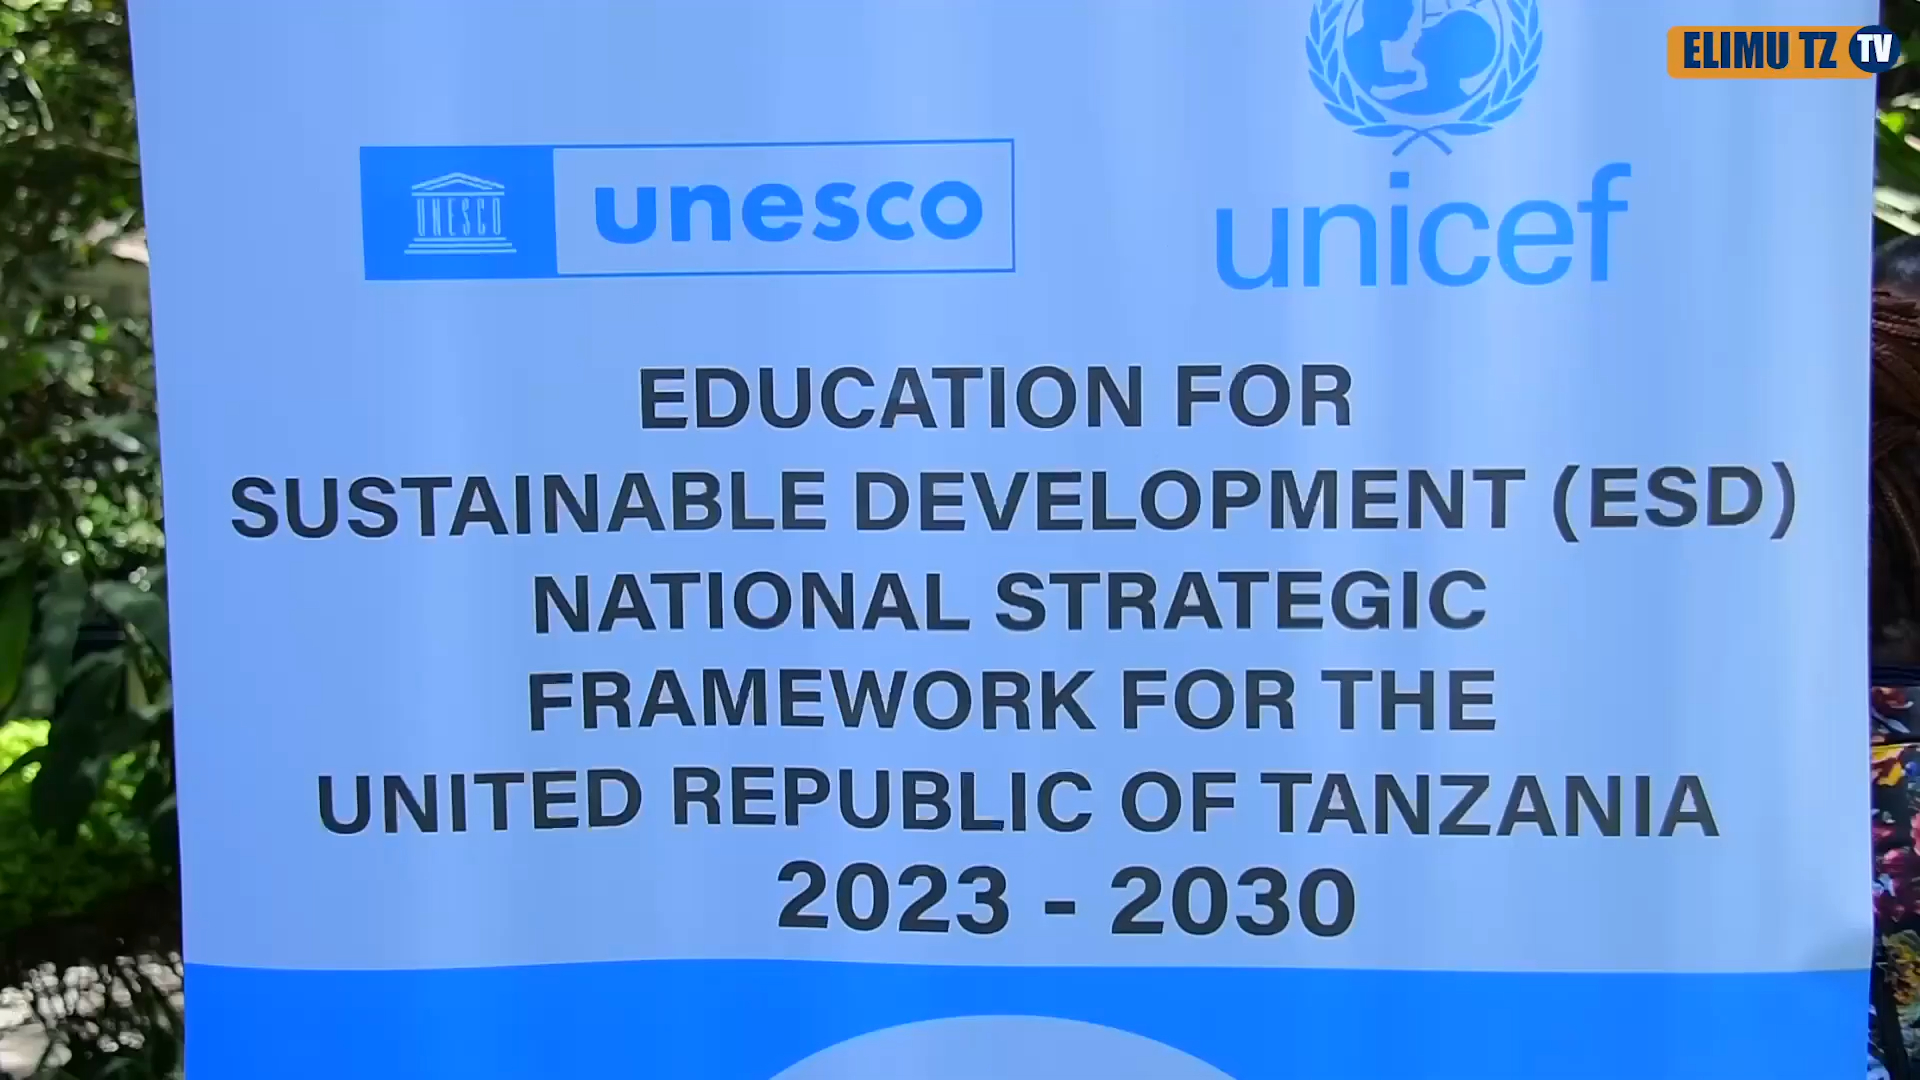 ELIMU TZ TV
UNESCO
unesco
unicef
EDUCATION FOR
SUSTAINABLE DEVELOPMENT (ESD)
NATIONAL STRATEGIC
FRAMEWORK FOR THE
UNITED REPUBLIC OF TANZANIA
2023 - 2030